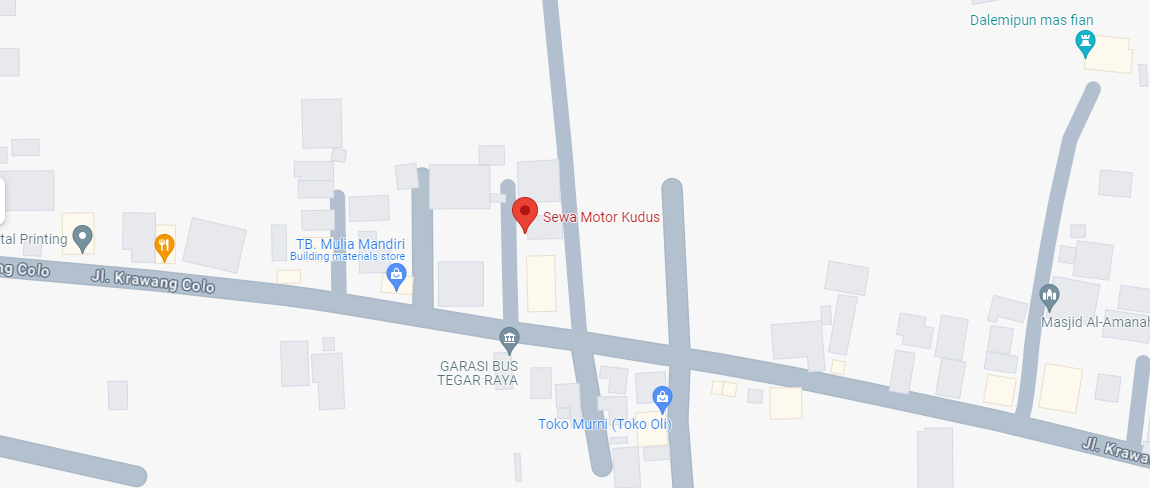 Dalemipun mas fian
Sewa Motor Kudus
tal Printing
TB. Mulia Mandiri
Building materials store
ng Colo
Jl. Krawang Colo
Masjid Al-Amanah
GARASI BUS
TEGAR RAYA
Toko Murni (Toko Oli)
Jl. Krawa